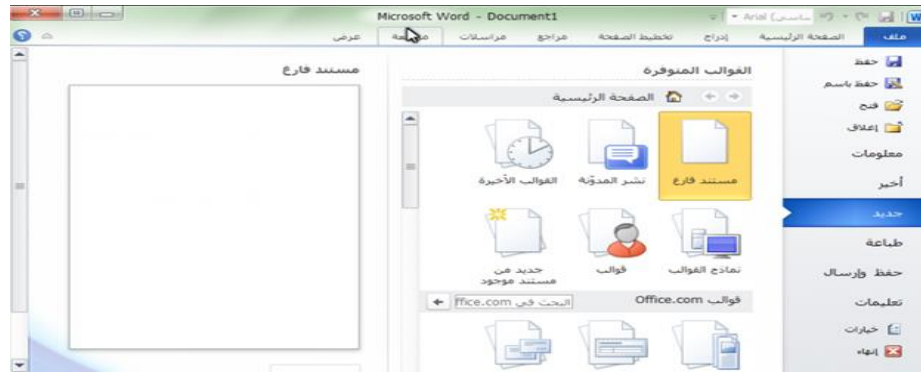 Microsoft Word - Document1
Arial
ملف
الصفحة الرئيسية
إدراج
تخطيط الصفحة
مراجع
مراسلات
عرض
حفظ
حفظ باسم
فتح
إغلاق
معلومات
أخير
جديد
طباعة
حفظ وإرسال
تعليمات
خيارات
إنهاء
القوالب المتوفرة
الصفحة الرئيسية
مستند فارغ
نشر المدوّنة
القوالب الأخيرة
نماذج القوالب
قوالب
جديد من
مستند موجود
قوالب Office.com
البحث في ffice.com
مستند فارغ